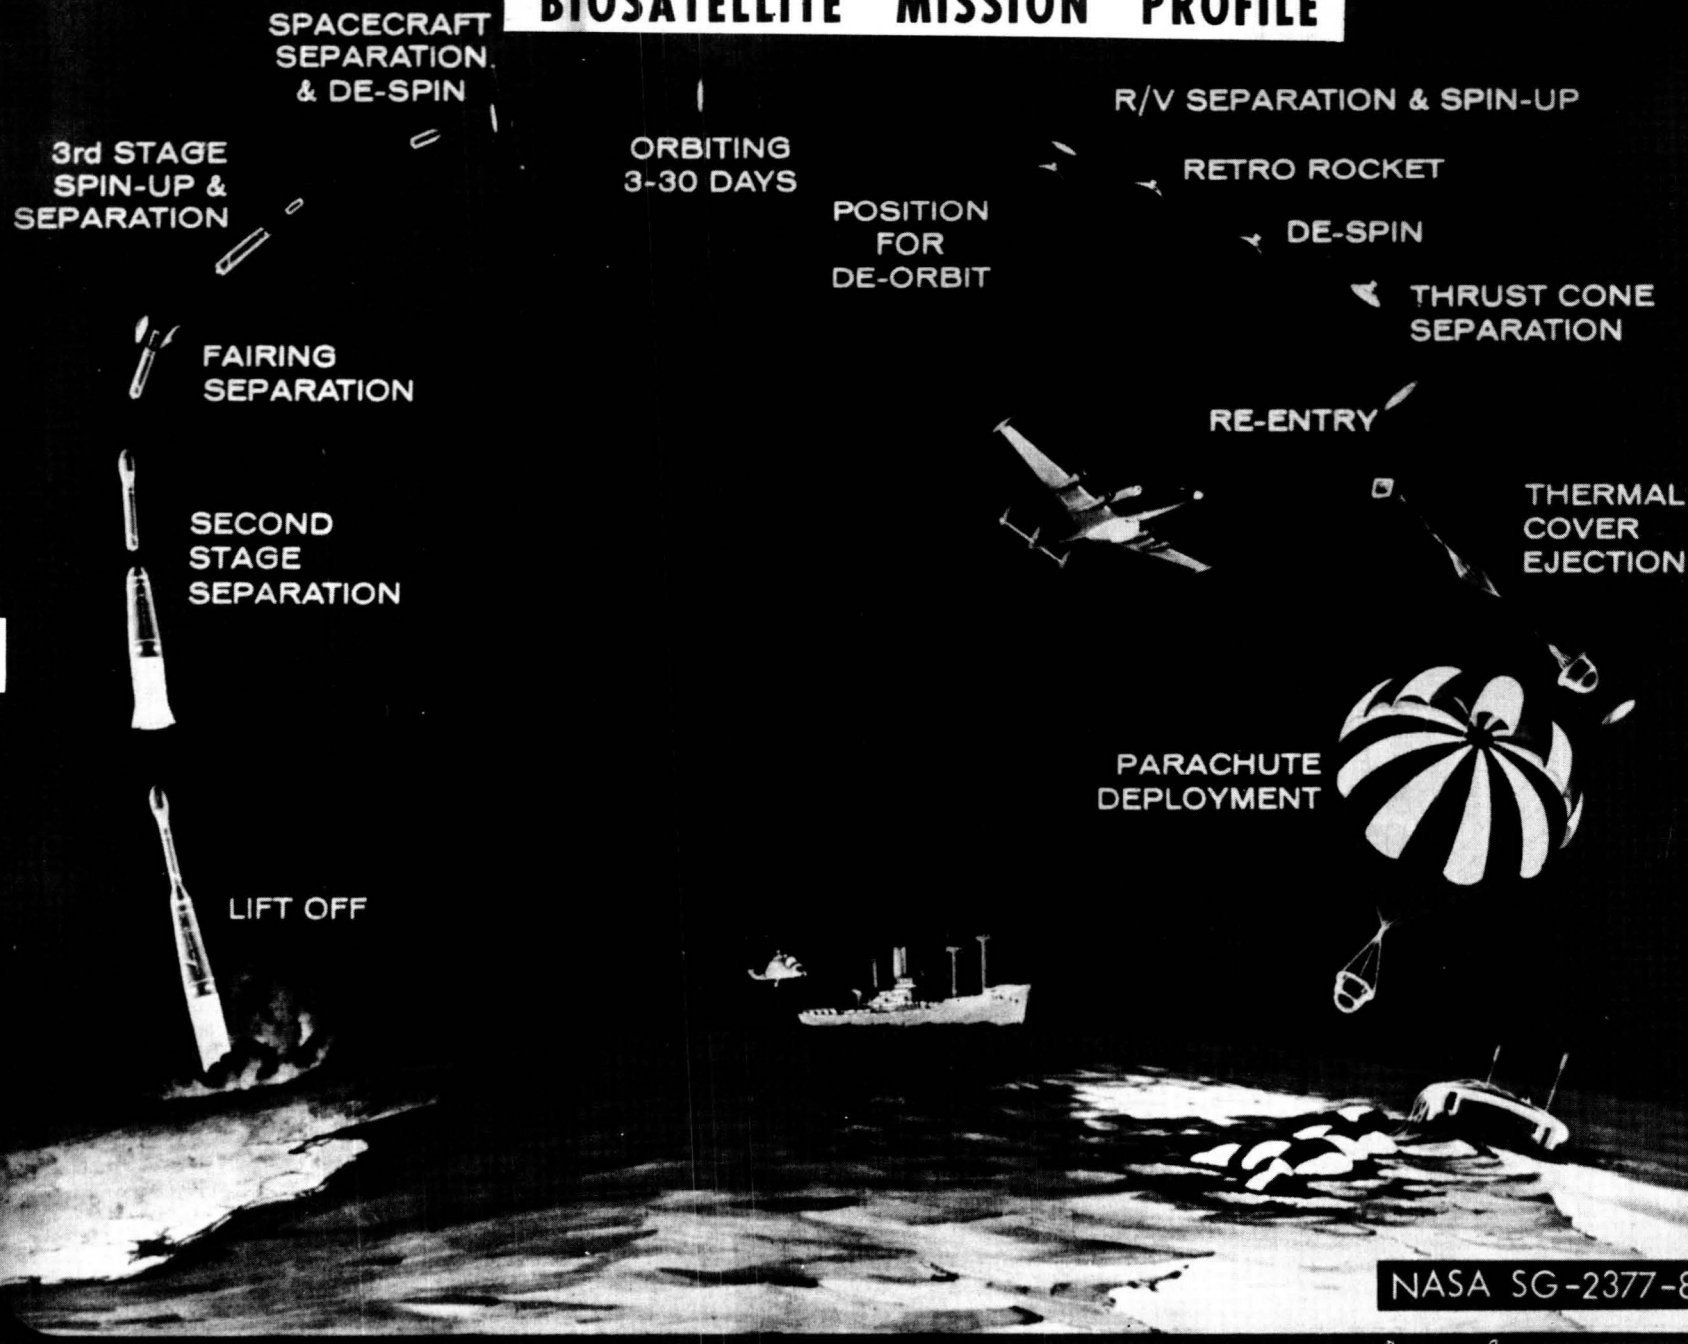 BIOSATELLITE MISSION PROFILE
SPACECRAFT
SEPARATION
& DE-SPIN
3rd STAGE
SPIN-UP &
SEPARATION
ORBITING
3-30 DAYS
POSITION
FOR
DE-ORBIT
R/V SEPARATION & SPIN-UP
RETRO ROCKET
DE-SPIN
THRUST CONE
SEPARATION
FAIRING
SEPARATION
RE-ENTRY
SECOND
STAGE
SEPARATION
THERMAL
COVER
EJECTION
PARACHUTE
DEPLOYMENT
LIFT OFF
NASA SG-2377-8